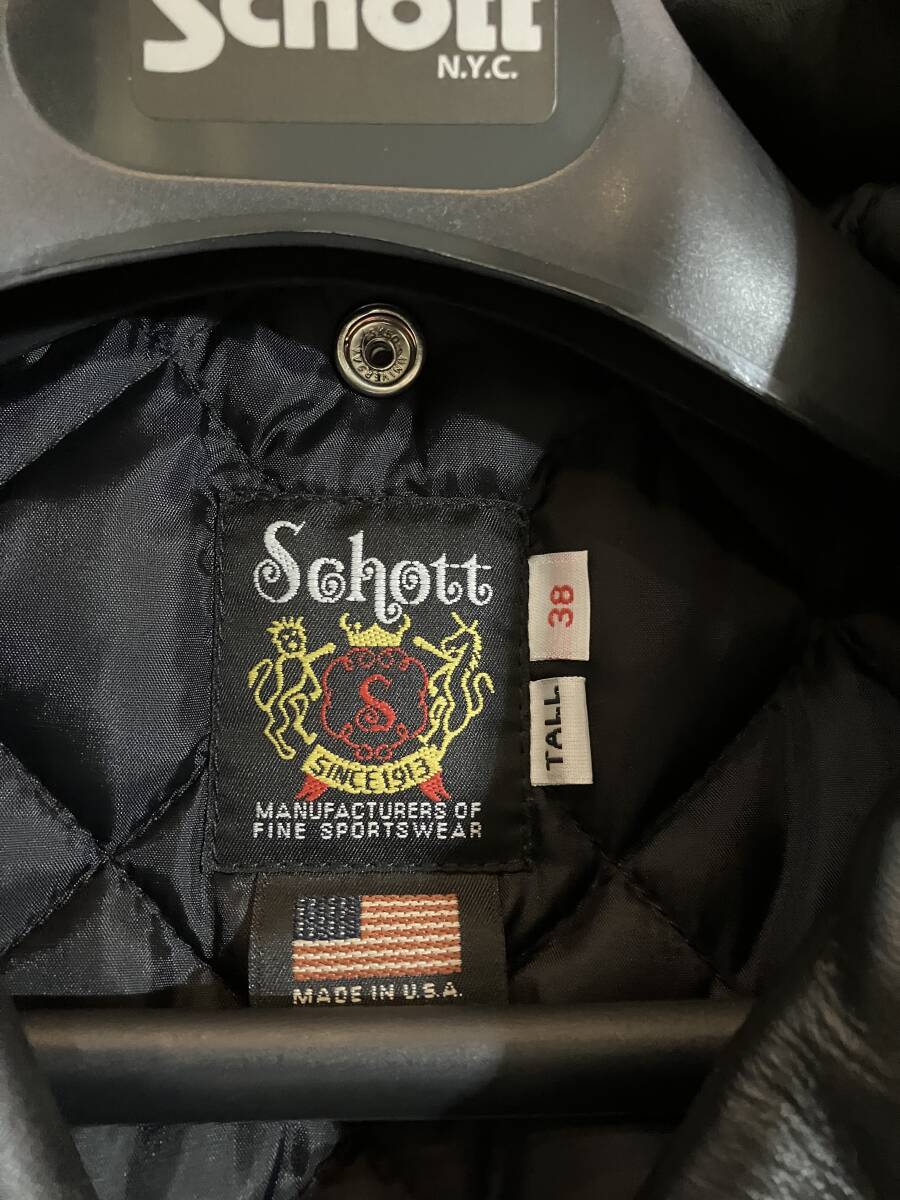 Schott
N.Y.C.
Schott
38
TALL
S
SINCE 1913
MANUFACTURERS OF
FINE SPORTSWEAR
MADE IN U.S.A.